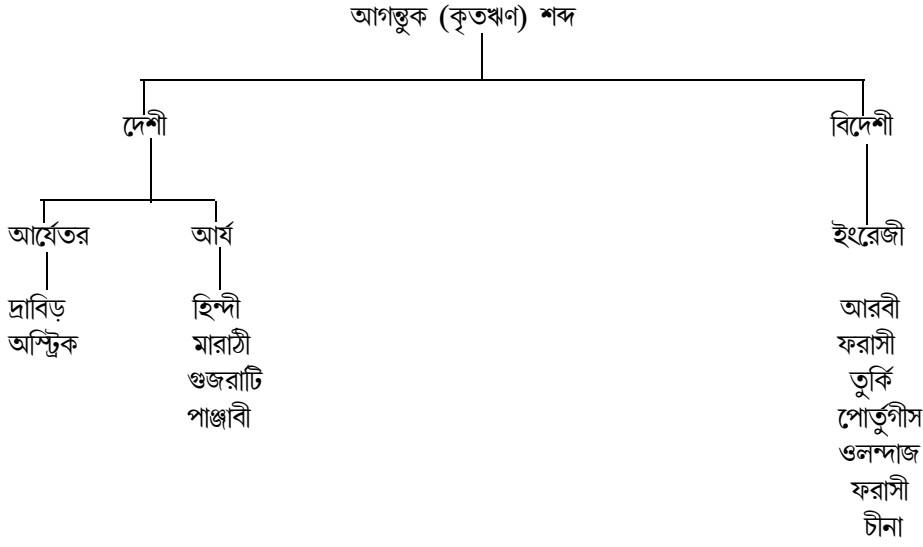 আগন্তুক (কৃতঋণ) শব্দ
দেশী
বিদেশী
আর্যেতর
আর্য
ইংরেজী
দ্রাবিড়
অস্ট্রিক
হিন্দী
মারাঠী
গুজরাটি
পাঞ্জাবী
আরবী
ফরাসী
তুর্কি
পোর্তুগীস
ওলন্দাজ
ফরাসী
চীনা